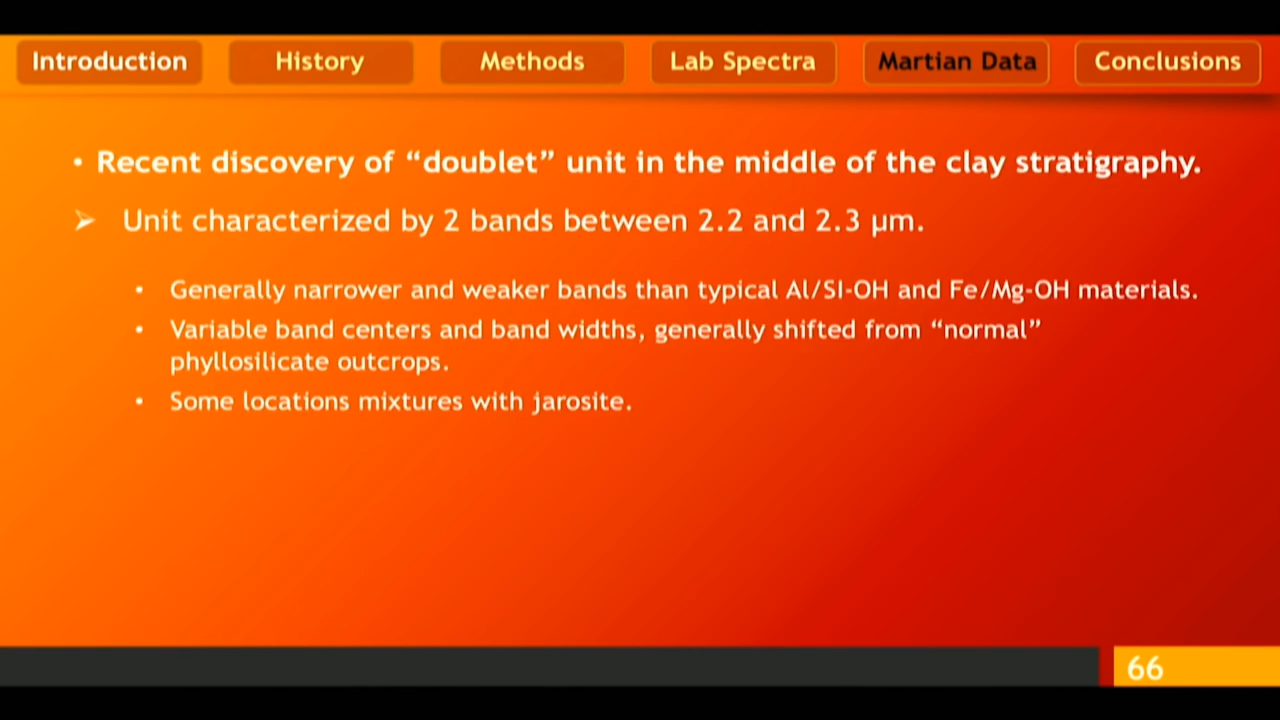 Introduction
History
Methods
Lab Spectra
Martian Data
Conclusions
• Recent discovery of “doublet” unit in the middle of the clay stratigraphy.
➢ Unit characterized by 2 bands between 2.2 and 2.3 µm.
• Generally narrower and weaker bands than typical Al/SI-OH and Fe/Mg-OH materials.
• Variable band centers and band widths, generally shifted from “normal”
phyllosilicate outcrops.
• Some locations mixtures with jarosite.
66